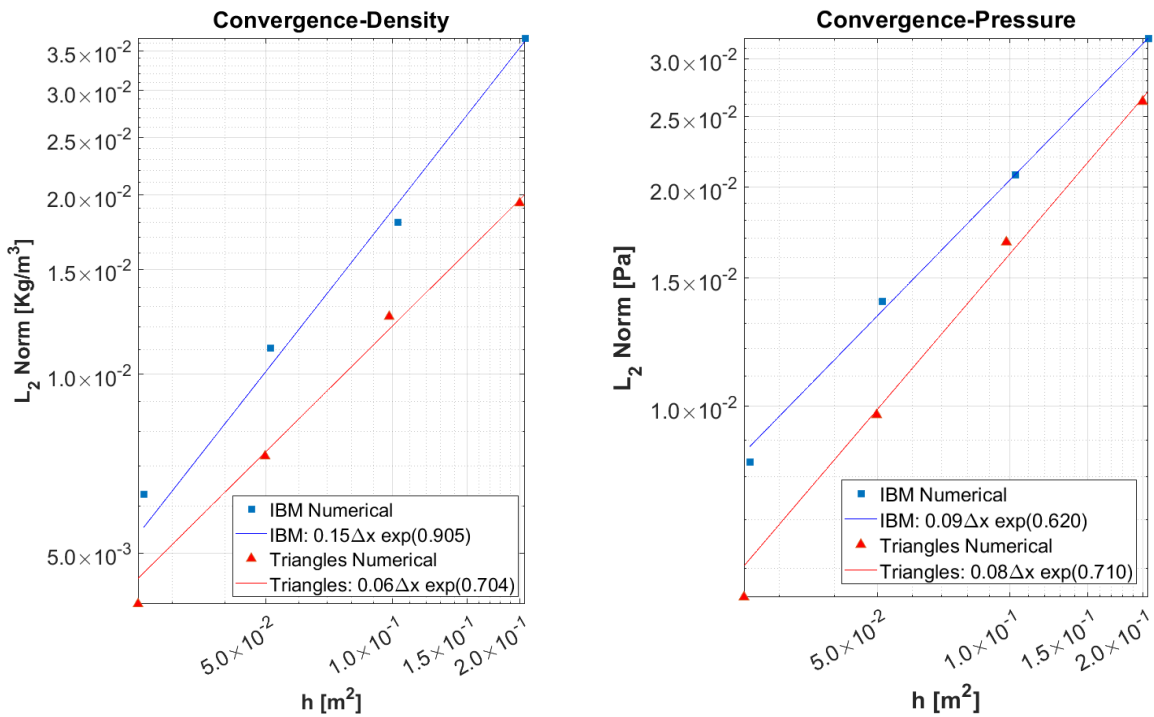 Convergence-Density
L₂ Norm [Kg/m³]
3.5×10⁻²
3.0×10⁻²
2.5×10⁻²
2.0×10⁻²
1.5×10⁻²
1.0×10⁻²
5.0×10⁻³
IBM Numerical
IBM: 0.15Δx exp(0.905)
Triangles Numerical
Triangles: 0.06Δx exp(0.704)
5.0×10⁻²
1.0×10⁻¹
1.5×10⁻¹
2.0×10⁻¹
h [m²]
Convergence-Pressure
L₂ Norm [Pa]
3.0×10⁻²
2.5×10⁻²
2.0×10⁻²
1.5×10⁻²
1.0×10⁻²
IBM Numerical
IBM: 0.09Δx exp(0.620)
Triangles Numerical
Triangles: 0.08Δx exp(0.710)
5.0×10⁻²
1.0×10⁻¹
1.5×10⁻¹
2.0×10⁻¹
h [m²]